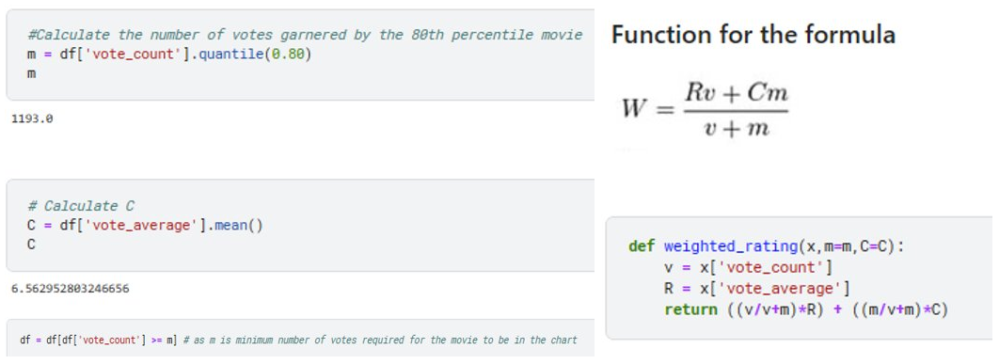 #Calculate the number of votes garnered by the 80th percentile movie
m = df['vote_count'].quantile(0.80)
m
1193.0
# Calculate C
C = df['vote_average'].mean()
C
6.562952803246656
df = df[df['vote_count'] >= m] # as m is minimum number of votes required for the movie to be in the chart
Function for the formula
W = \frac{Rv + Cm}{v + m}
def weighted_rating(x,m=m,C=C):
    v = x['vote_count']
    R = x['vote_average']
    return ((v/v+m)*R) + ((m/v+m)*C)